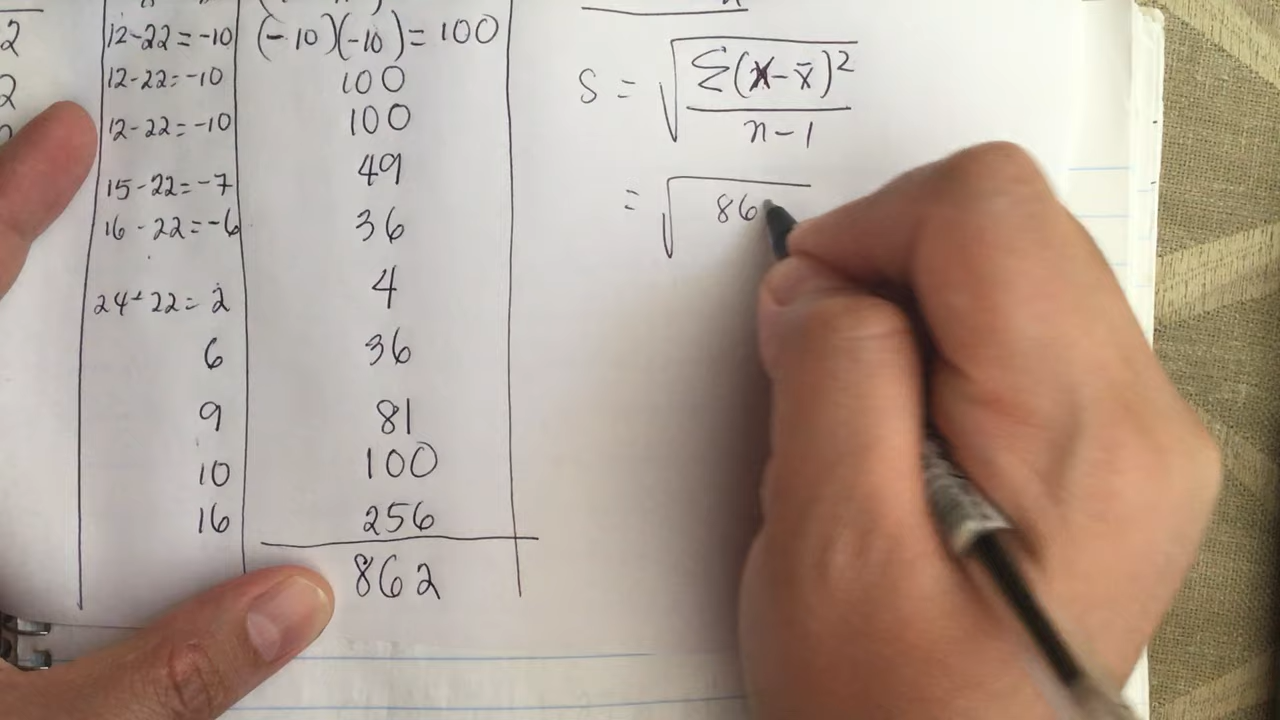 2
12-22=-10 (-10)(-10)=100
2 12-22=-10 100
12-22=-10 100
15-22=-7 49
16-22=-6 36
24-22=2 4
6 36
9 81
10 100
16 256
862
S = √ Σ(x-x̄)²
n-1
= √ 86